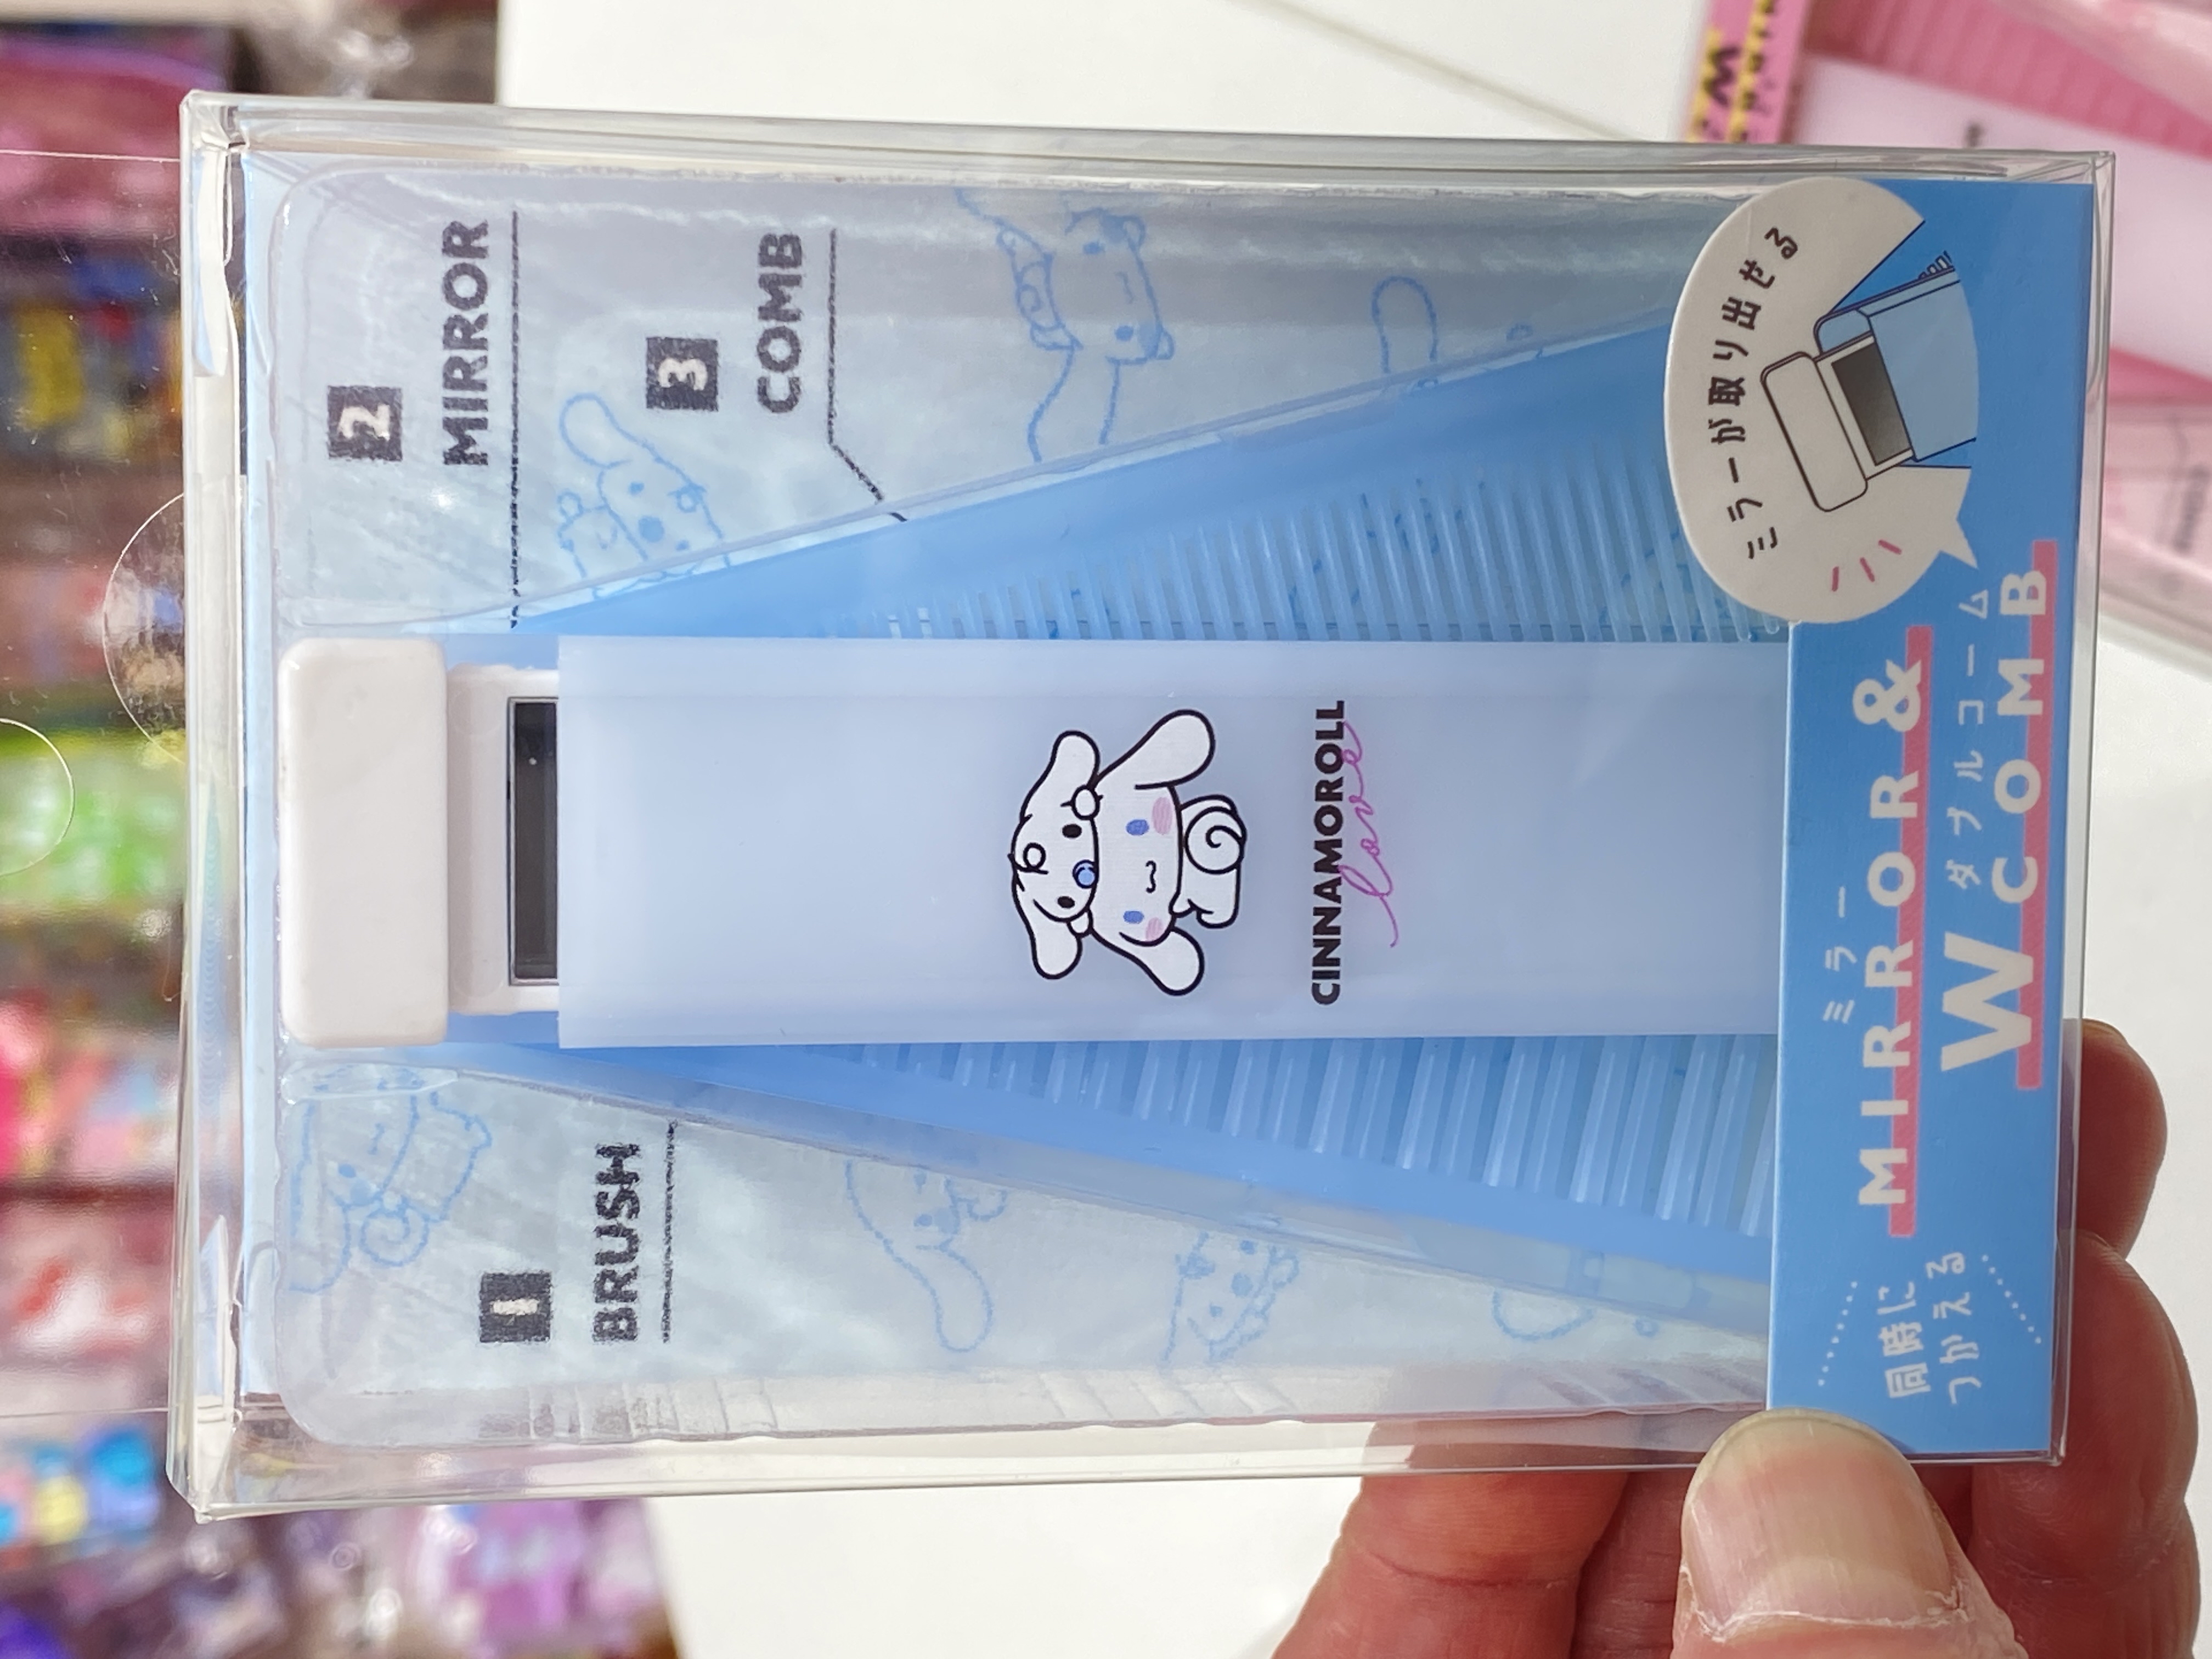 2
MIRROR
3
COMB
1
BRUSH
CINNAMOROLL
love
ミラーが取り出せる
同時に
つかえる
ミラー
MIRROR &
ダブルコーム
W COMB